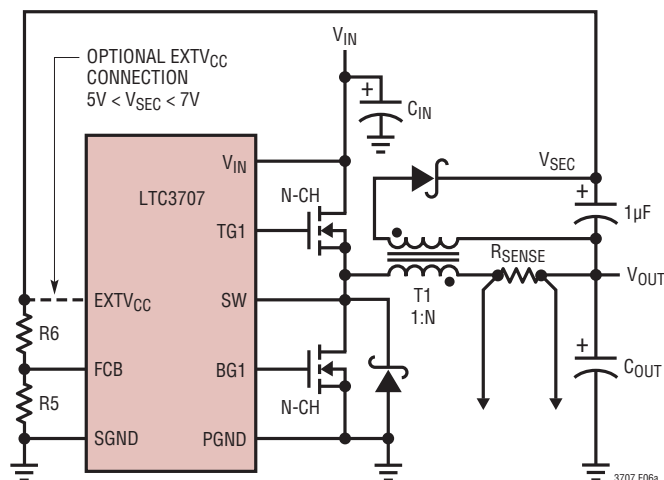 OPTIONAL EXTVCC
CONNECTION
5V < VSEC < 7V
VIN
+
CIN
VIN
LTC3707
N-CH
TG1
VSEC
+
1µF
RSENSE
VOUT
EXTVCC
SW
T1
1:N
R6
FCB
BG1
+
COUT
R5
N-CH
SGND
PGND
3707 F06a